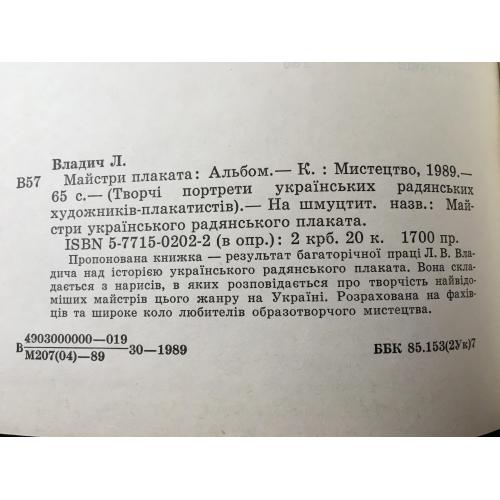 Владич Л.
В57 Майстри плаката: Альбом.— К. : Мистецтво, 1989.—
65 с.— (Творчі портрети українських радянських
художників-плакатистів).— На шмуцтит. назв.: Май-
стри українського радянського плаката.
ISBN 5-7715-0202-2 (в опр.): 2 крб. 20 к. 1700 пр.
Пропонована книжка — результат багаторічної праці Л. В. Вла-
дича над історією українського радянського плаката. Вона скла-
дається з нарисів, в яких розповідається про творчість найвідо-
міших майстрів цього жанру на Україні. Розрахована на фахів-
ців та широке коло любителів образотворчого мистецтва.
В 4903000000—019
М207(04)—89 30—1989 ББК 85.153(2Ук)7